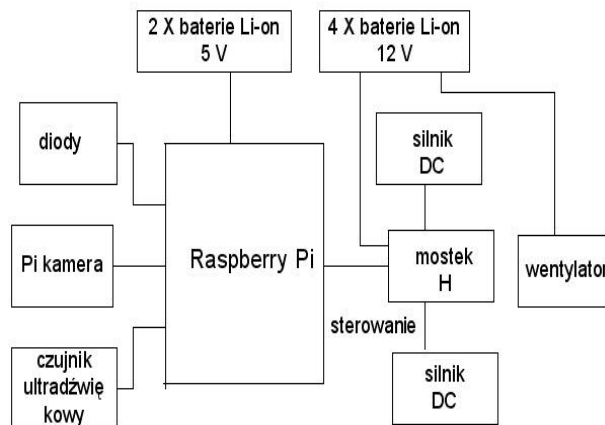 2 X baterie Li-on
5 V
4 X baterie Li-on
12 V
diody
silnik
DC
Pi kamera
Raspberry Pi
mostek
H
wentylator
sterowanie
czujnik
ultradźwię
kowy
silnik
DC